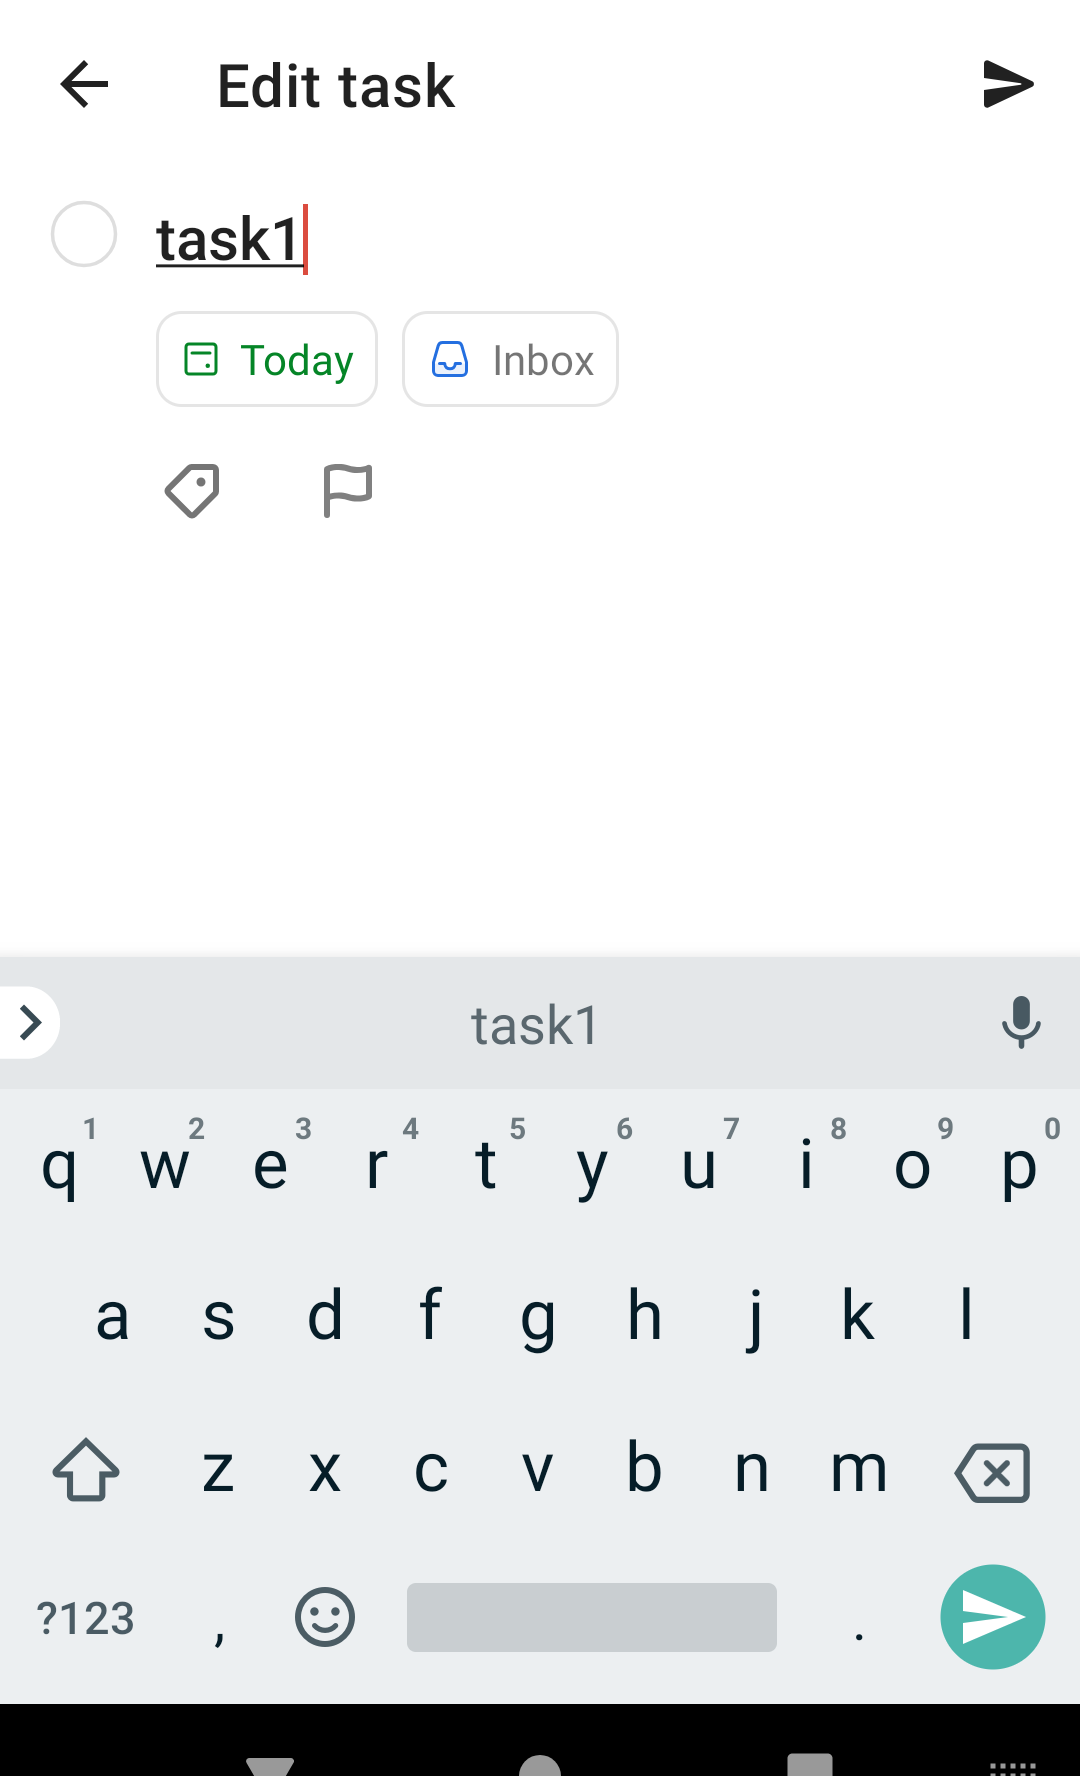 Edit task
task1
Today Inbox
task1
1 2 3 4 5 6 7 8 9 0
q w e r t y u i o p
a s d f g h j k l
z x c v b n m
?123 , .